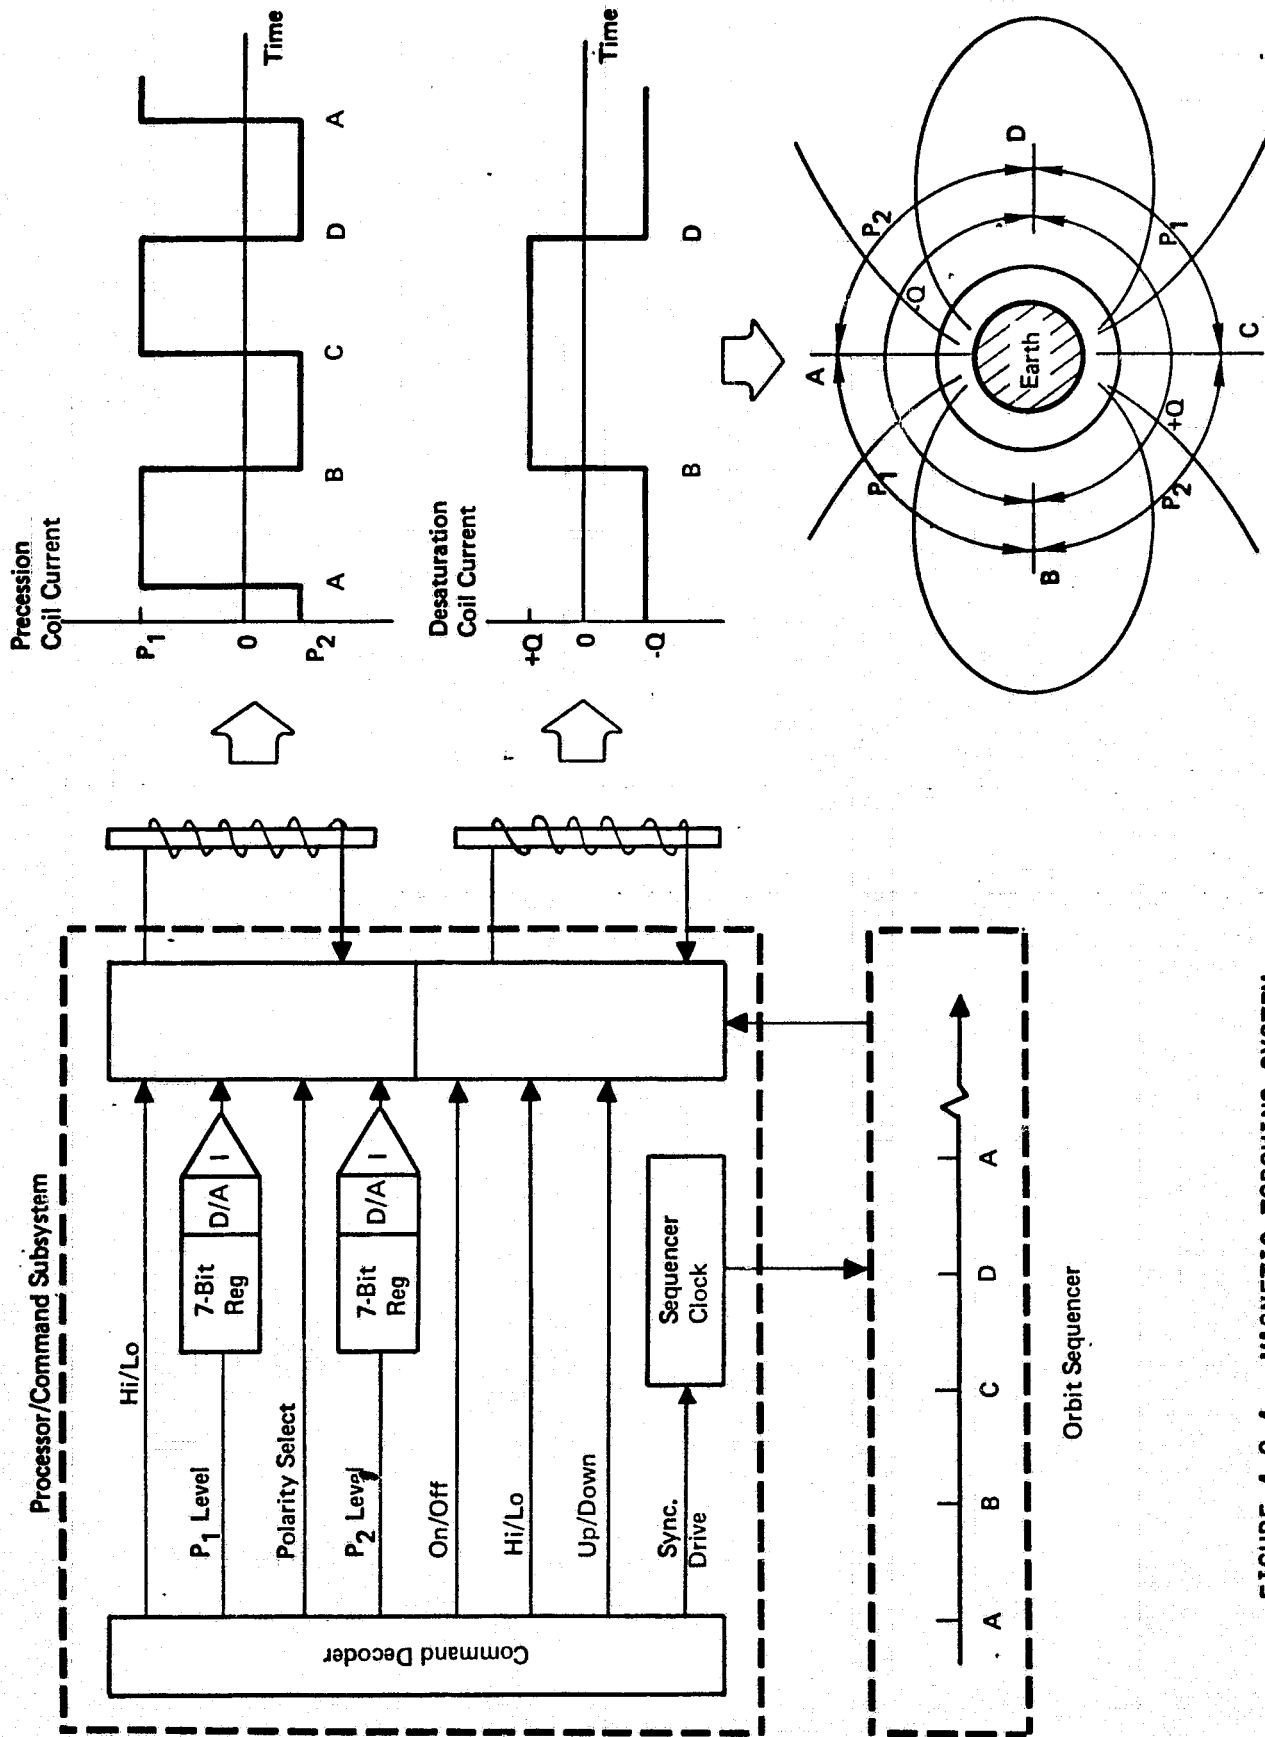 Processor/Command Subsystem
Command Decoder
Hi/Lo
P1 Level
7-Bit
Reg
D/A
I
Polarity Select
P2 Level
7-Bit
Reg
D/A
I
On/Off
Hi/Lo
Up/Down
Sync.
Drive
Sequencer
Clock
A
B
C
D
A
Orbit Sequencer
Precession
Coil Current
P1
0
P2
A
B
C
D
A
Time
Desaturation
Coil Current
+Q
0
-Q
B
D
Time
A
B
C
D
P1
P2
P2
P1
-Q
+Q
Earth